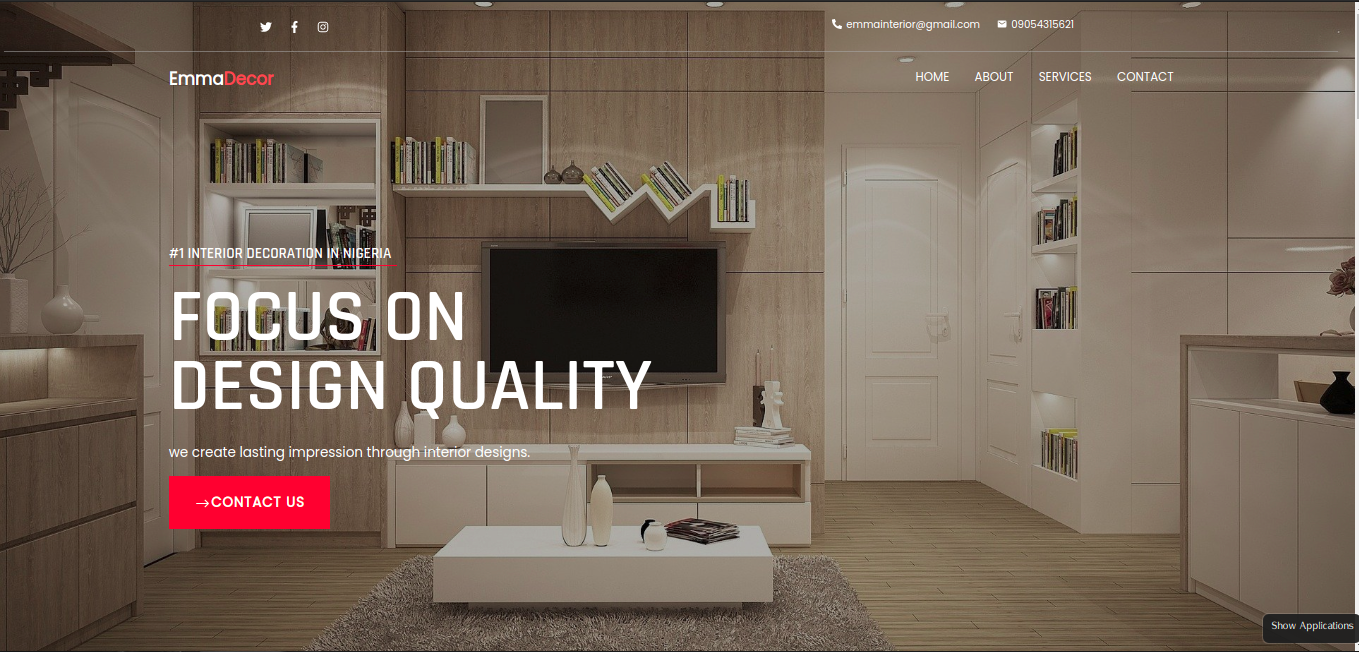 emmainterior@gmail.com 09054315621
EmmaDecor
HOME ABOUT SERVICES CONTACT
#1 INTERIOR DECORATION IN NIGERIA
FOCUS ON
DESIGN QUALITY
we create lasting impression through interior designs.
→CONTACT US
Show Applications